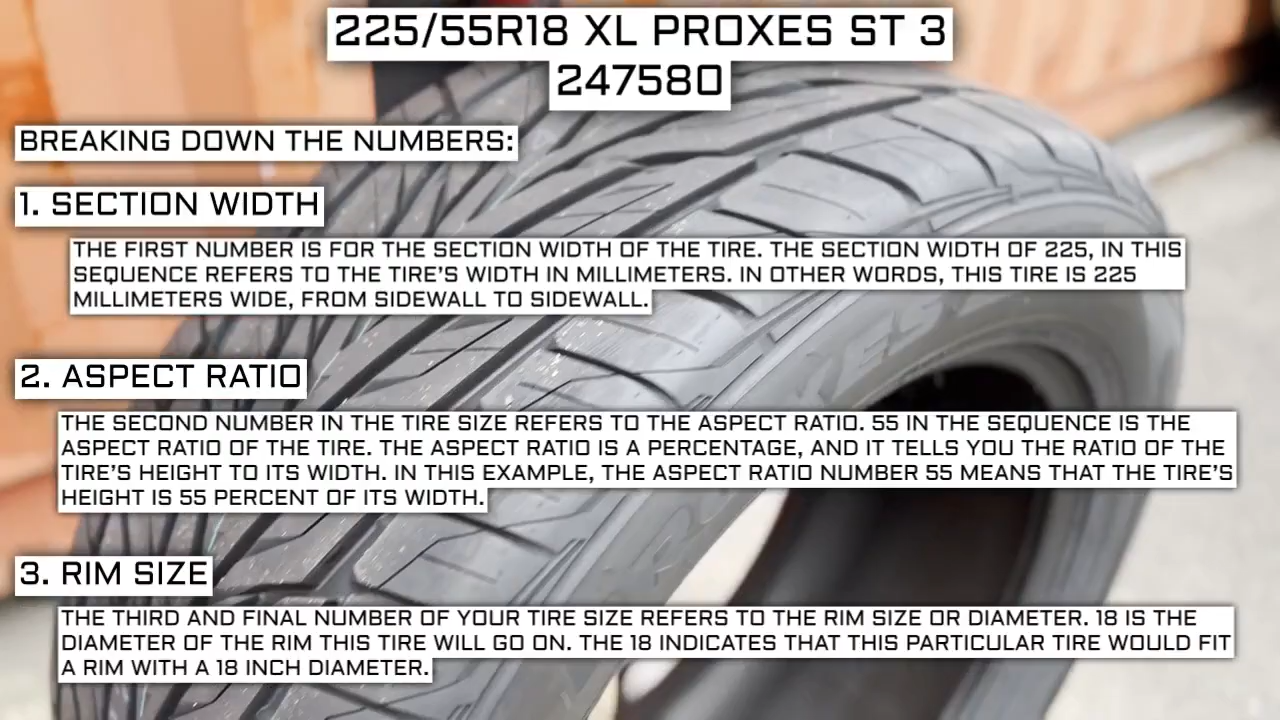 225/55R18 XL PROXES ST 3
247580
BREAKING DOWN THE NUMBERS:
1. SECTION WIDTH
THE FIRST NUMBER IS FOR THE SECTION WIDTH OF THE TIRE. THE SECTION WIDTH OF 225, IN THIS
SEQUENCE REFERS TO THE TIRE'S WIDTH IN MILLIMETERS. IN OTHER WORDS, THIS TIRE IS 225
MILLIMETERS WIDE, FROM SIDEWALL TO SIDEWALL.
2. ASPECT RATIO
THE SECOND NUMBER IN THE TIRE SIZE REFERS TO THE ASPECT RATIO. 55 IN THE SEQUENCE IS THE
ASPECT RATIO OF THE TIRE. THE ASPECT RATIO IS A PERCENTAGE, AND IT TELLS YOU THE RATIO OF THE
TIRE'S HEIGHT TO ITS WIDTH. IN THIS EXAMPLE, THE ASPECT RATIO NUMBER 55 MEANS THAT THE TIRE'S
HEIGHT IS 55 PERCENT OF ITS WIDTH.
3. RIM SIZE
THE THIRD AND FINAL NUMBER OF YOUR TIRE SIZE REFERS TO THE RIM SIZE OR DIAMETER. 18 IS THE
DIAMETER OF THE RIM THIS TIRE WILL GO ON. THE 18 INDICATES THAT THIS PARTICULAR TIRE WOULD FIT
A RIM WITH A 18 INCH DIAMETER.